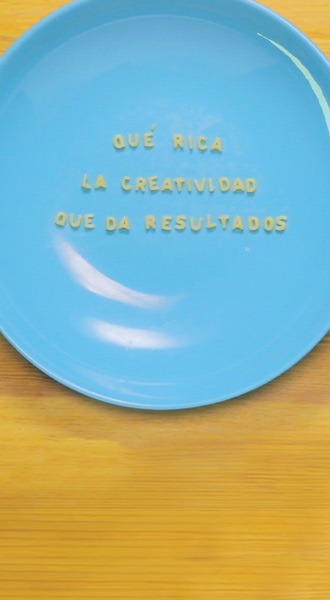 QUÉ RICA
LA CREATIVIDAD
QUE DA RESULTADOS